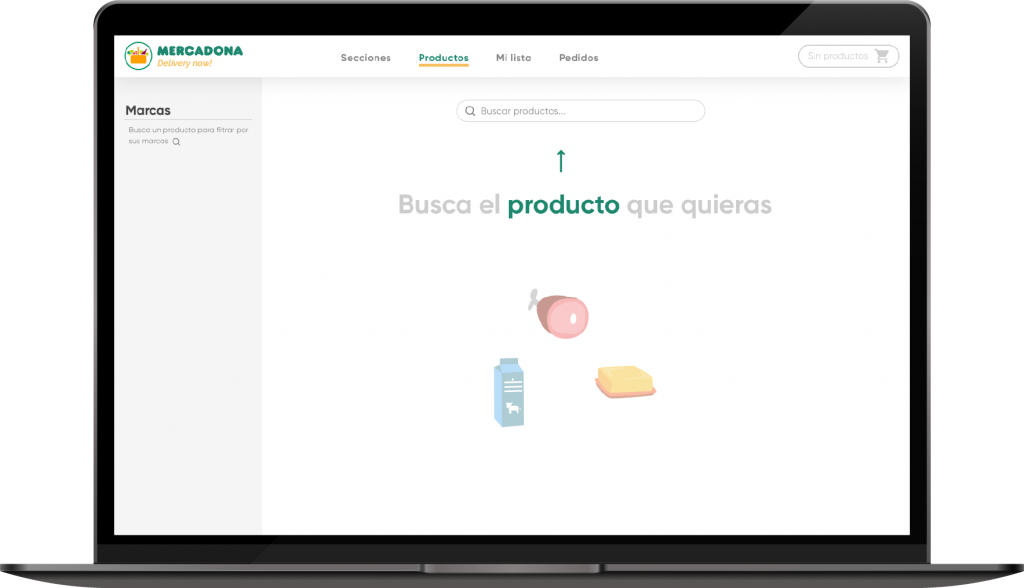 MERCADONA
Delivery now!
Secciones
Productos
Mi lista
Pedidos
Sin productos
Marcas
Busca un producto para filtrar por
sus marcas
Buscar productos...
Busca el producto que quieras